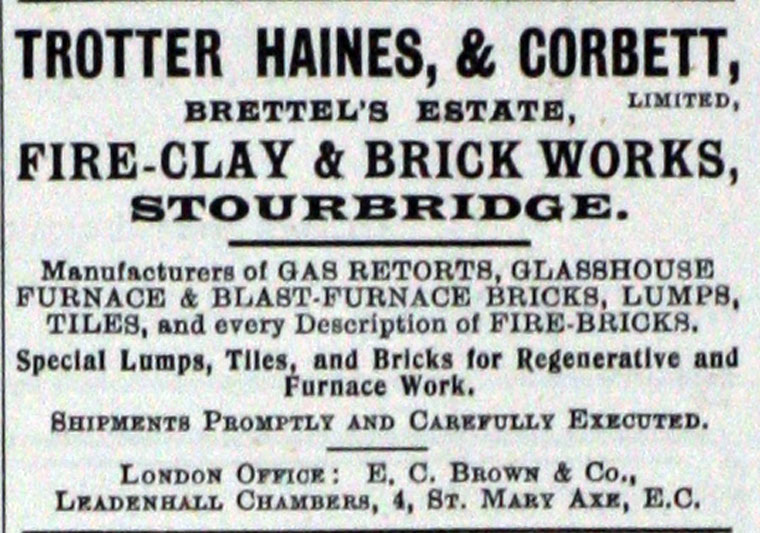 TROTTER HAINES, & CORBETT,
BRETTEL'S ESTATE, LIMITED,
FIRE-CLAY & BRICK WORKS,
STOURBRIDGE.
Manufacturers of GAS RETORTS, GLASSHOUSE
FURNACE & BLAST-FURNACE BRICKS, LUMPS,
TILES, and every Description of FIRE-BRICKS.
Special Lumps, Tiles, and Bricks for Regenerative and
Furnace Work.
SHIPMENTS PROMPTLY AND CAREFULLY EXECUTED.
LONDON OFFICE: E. C. BROWN & CO.,
LEADENHALL CHAMBERS, 4, ST. MARY AXE, E.C.